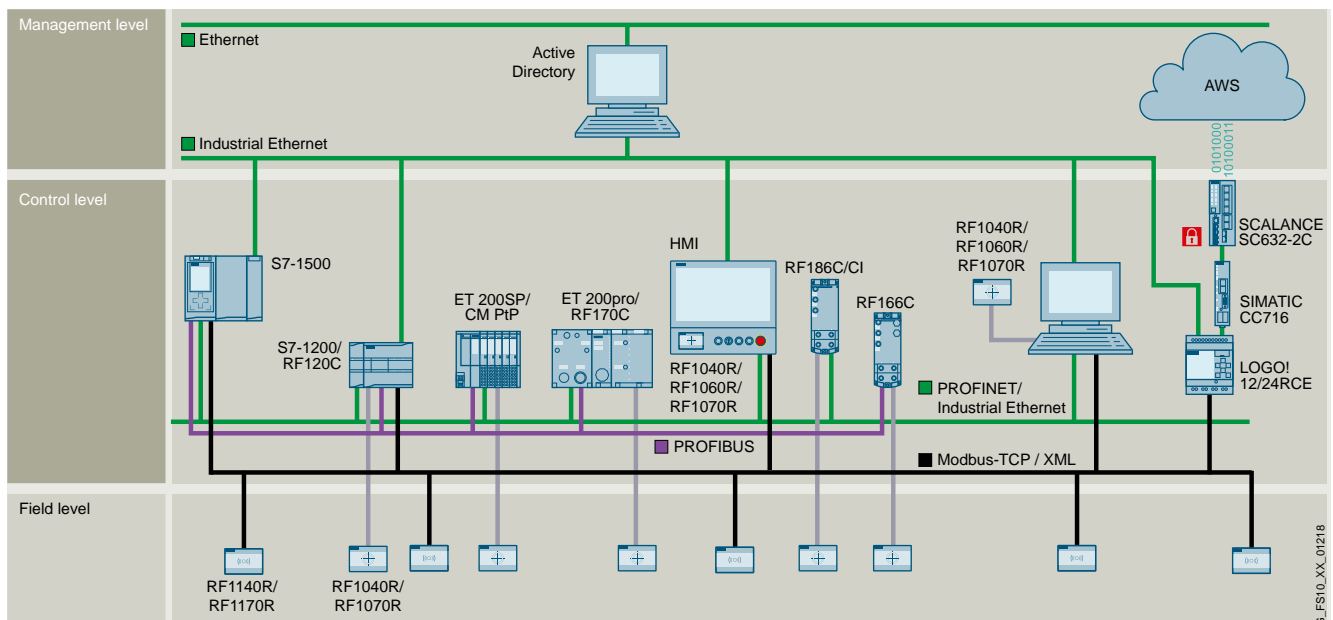 Management level
Ethernet
Active
Directory
AWS
Industrial Ethernet
0101000
10100011
Control level
S7-1500
S7-1200/
RF120C
ET 200SP/
CM PtP
ET 200pro/
RF170C
HMI
RF1040R/
RF1060R/
RF1070R
RF186C/CI
RF166C
RF1040R/
RF1060R/
RF1070R
SCALANCE
SC632-2C
SIMATIC
CC716
LOGO!
12/24RCE
PROFINET/
Industrial Ethernet
PROFIBUS
Modbus-TCP / XML
Field level
RF1140R/
RF1170R
RF1040R/
RF1070R
_FS10_XX_01218